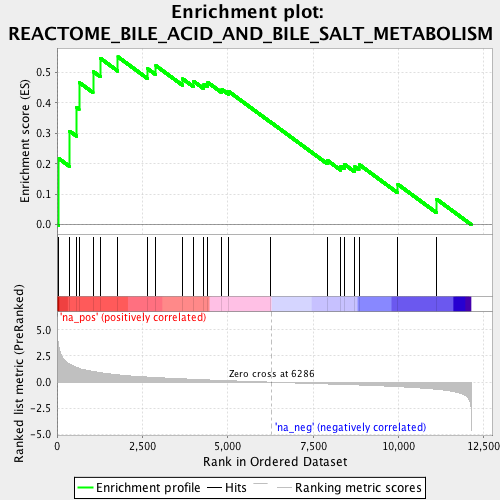 Enrichment plot:
REACTOME_BILE_ACID_AND_BILE_SALT_METABOLISM
Enrichment score (ES)
0.5
0.4
0.3
0.2
0.1
0.0
'na_pos' (positively correlated)
Ranked list metric (PreRanked)
5.0
2.5
0.0
-2.5
-5.0
Zero cross at 6286
'na_neg' (negatively correlated)
0
2,500
5,000
7,500
10,000
12,500
Rank in Ordered Dataset
Enrichment profile
Hits
Ranking metric scores